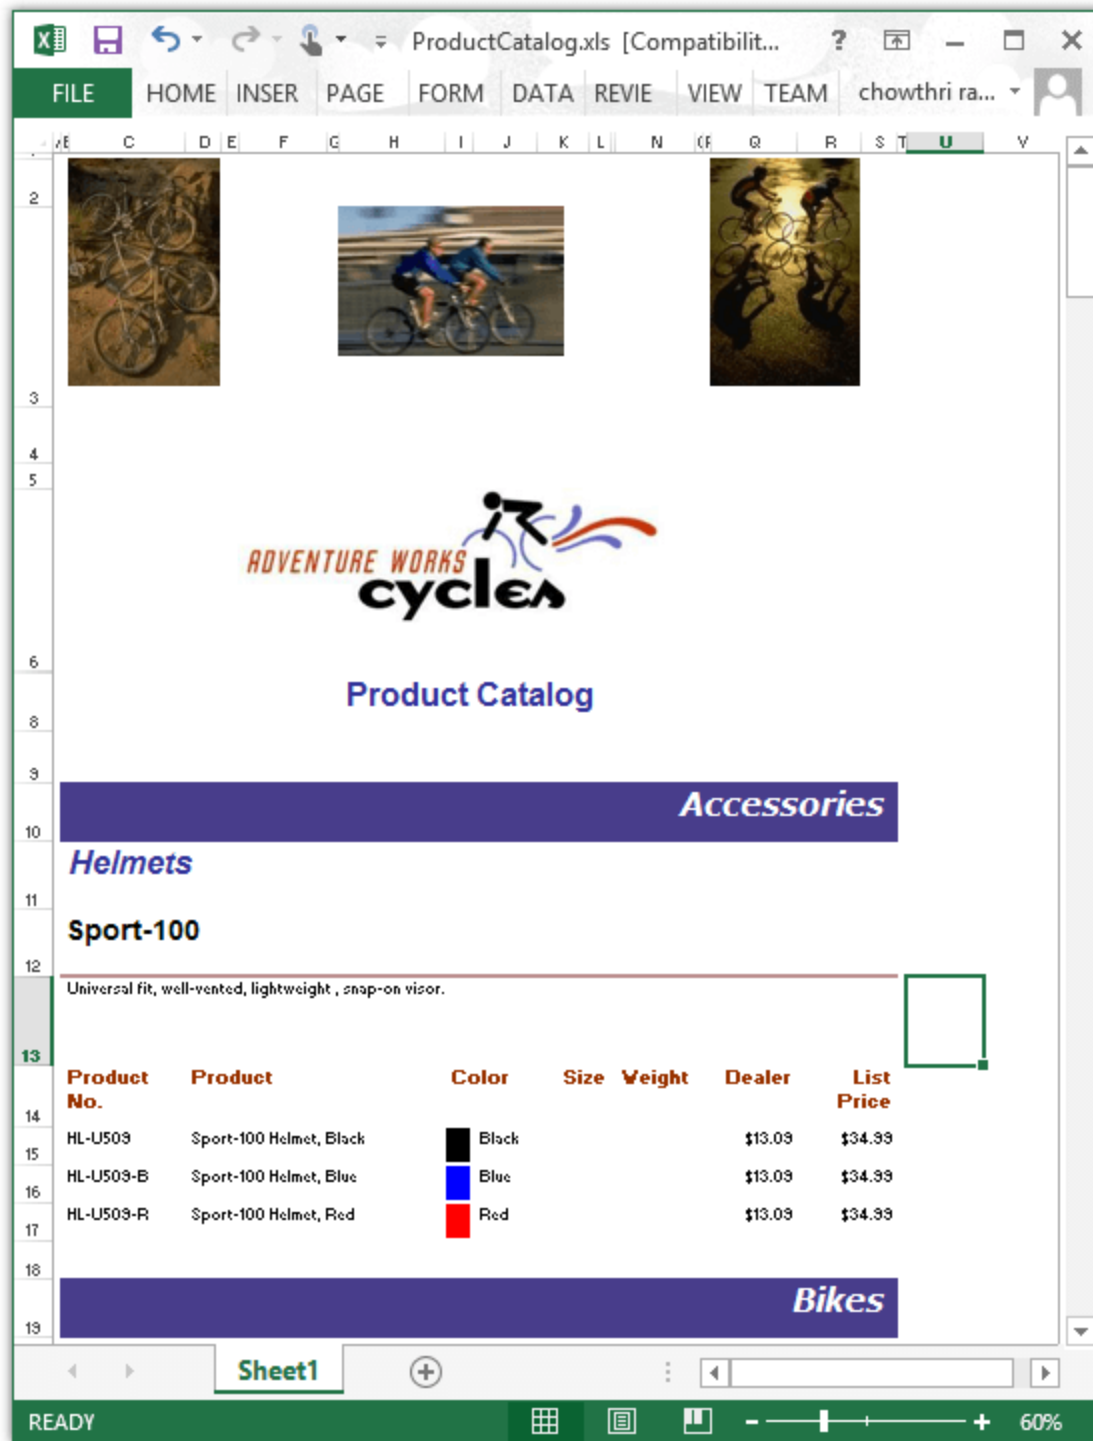 ProductCatalog.xls [Compatibilit... ?
FILE HOME INSER PAGE FORM DATA REVIE VIEW TEAM chowthri ra...
C D E F G H I J K L N Q R S T U V
2
3
4
5
ADVENTURE WORKS
cycles
6
Product Catalog
8
9
Accessories
10
Helmets
11
Sport-100
12
Universal fit, well-vented, lightweight , snap-on visor.
13
Product No. Product Color Size Weight Dealer List Price
14
HL-U509 Sport-100 Helmet, Black Black $13.09 $34.99
15
HL-U509-B Sport-100 Helmet, Blue Blue $13.09 $34.99
16
HL-U509-R Sport-100 Helmet, Red Red $13.09 $34.99
17
18
Bikes
19
Sheet1
READY 60%